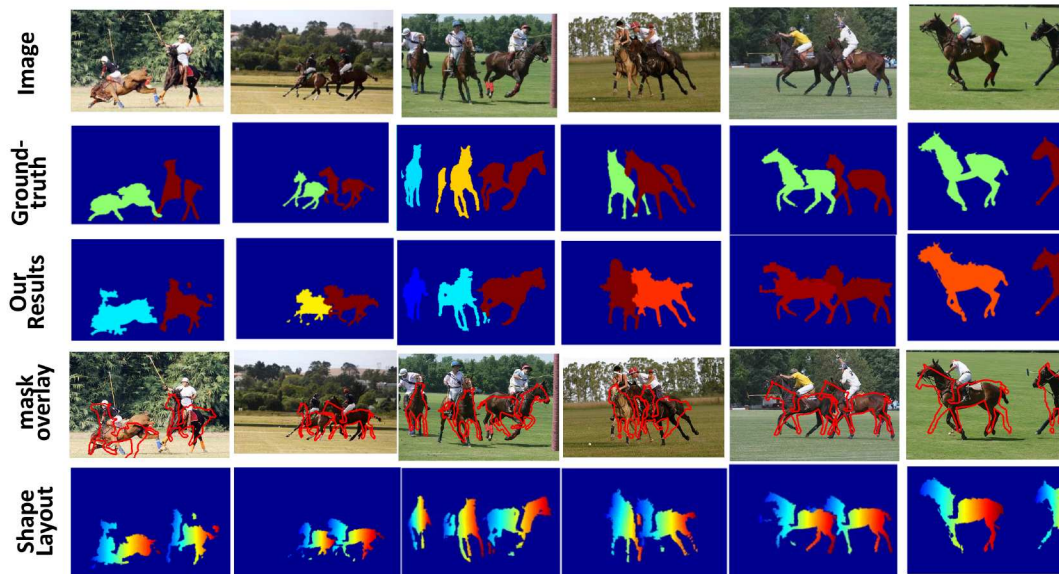 Image
Ground-
truth
Our
Results
mask
overlay
Shape
Layout